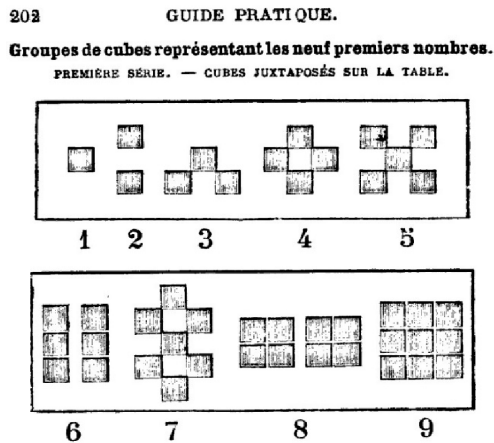 202 GUIDE PRATIQUE.
Groupes de cubes représentant les neuf premiers nombres.
PREMIÈRE SÉRIE. — CUBES JUXTAPOSÉS SUR LA TABLE.
1 2 3 4 5
6 7 8 9